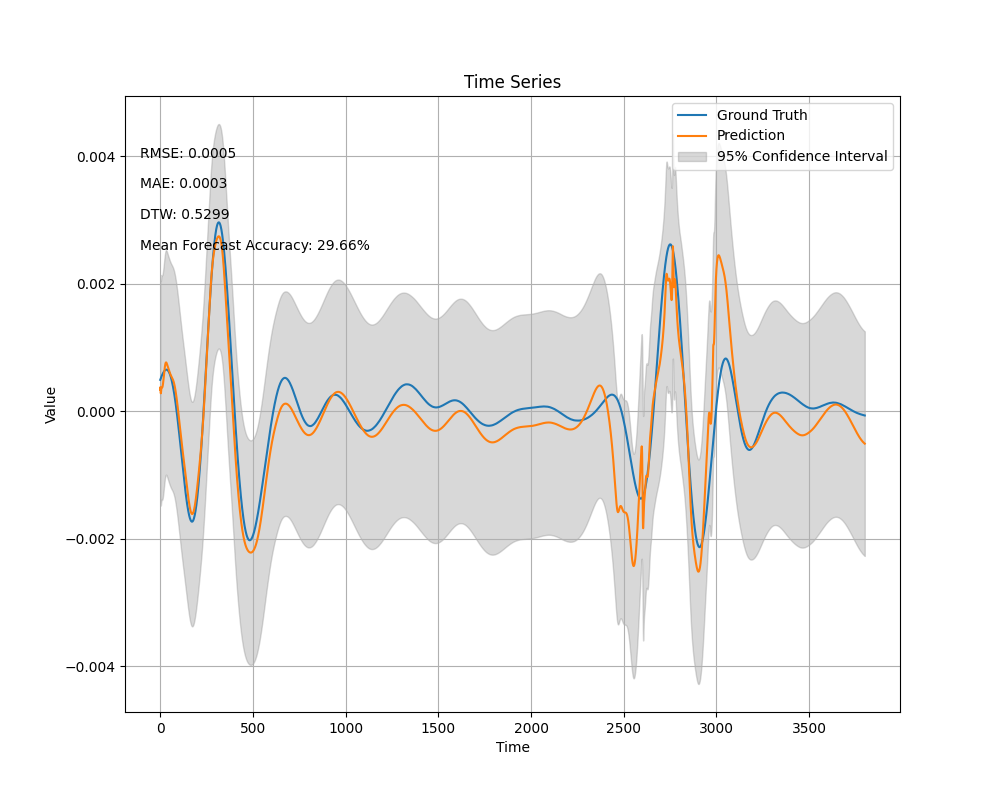 Time Series
Ground Truth
Prediction
95% Confidence Interval
RMSE: 0.0005
MAE: 0.0003
DTW: 0.5299
Mean Forecast Accuracy: 29.66%
0.004
0.002
0.000
−0.002
−0.004
Value
0 500 1000 1500 2000 2500 3000 3500
Time